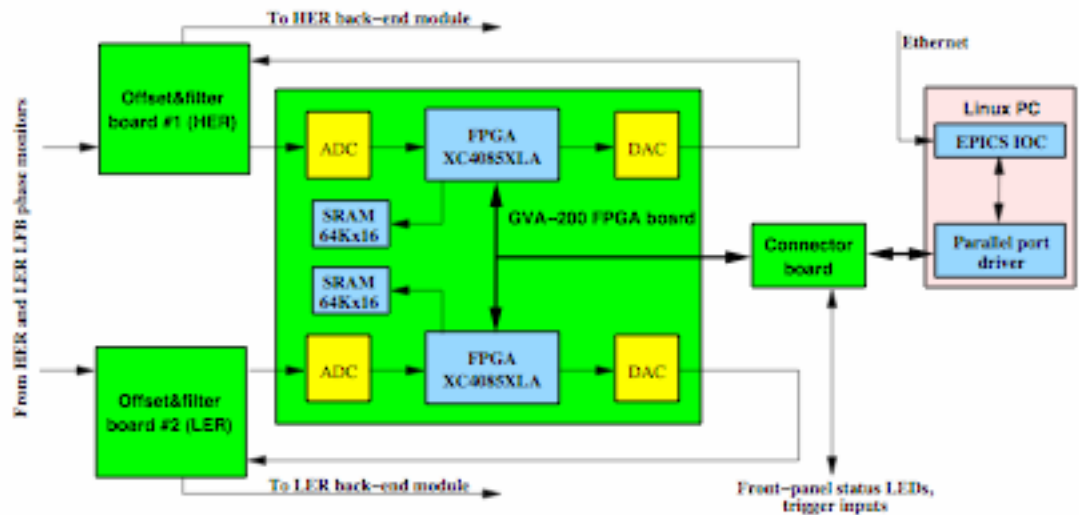 To HER back-end module
Ethernet
Offset&filter
board #1 (HER)
Linux PC
ADC
FPGA
XC4085XLA
DAC
EPICS IOC
SRAM
64Kx16
GVA-200 FPGA board
Connector
board
Parallel port
driver
SRAM
64Kx16
From HER and LER LFB phase monitors
ADC
FPGA
XC4085XLA
DAC
Offset&filter
board #2 (LER)
To LER back-end module
Front-panel status LEDs,
trigger inputs